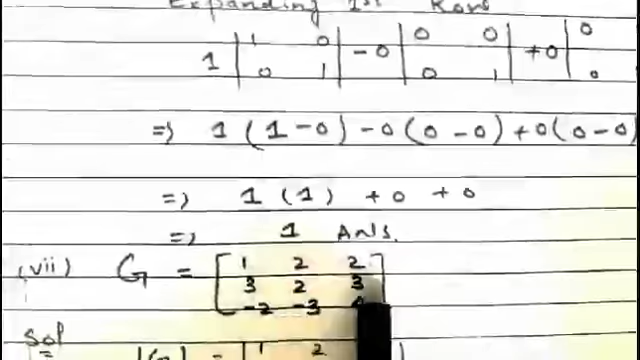 Expanding 1st Row
1 | 1 0 | - 0 | 0 0 | + 0 | 0
0 1 0 1 0
=> 1 (1 - 0) - 0 (0 - 0) + 0 (0 - 0)
=> 1 (1) + 0 + 0
=> 1 Ans.
(vii) G = [ 1 2 2
3 2 3
-2 -3
Sol
= | 1 2